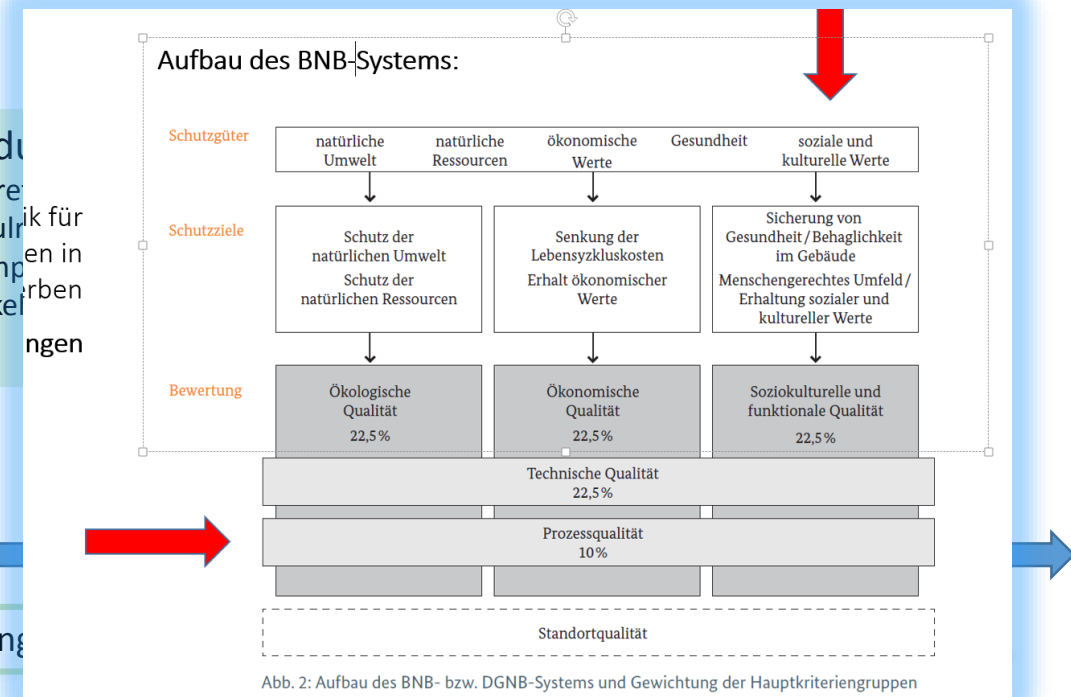 Aufbau des BNB-Systems:
Schutzgüter
natürliche Umwelt
natürliche Ressourcen
ökonomische Werte
Gesundheit
soziale und kulturelle Werte
Schutzziele
Schutz der
natürlichen Umwelt
Schutz der
natürlichen Ressourcen
Senkung der
Lebensyzkluskosten
Erhalt ökonomischer
Werte
Sicherung von
Gesundheit / Behaglichkeit
im Gebäude
Menschengerechtes Umfeld /
Erhaltung sozialer und
kultureller Werte
Bewertung
Ökologische
Qualität
22,5 %
Ökonomische
Qualität
22,5 %
Soziokulturelle und
funktionale Qualität
22,5 %
Technische Qualität
22,5 %
Prozessqualität
10 %
Standortqualität
Abb. 2: Aufbau des BNB- bzw. DGNB-Systems und Gewichtung der Hauptkriteriengruppen
ik für
en in
erben
ngen